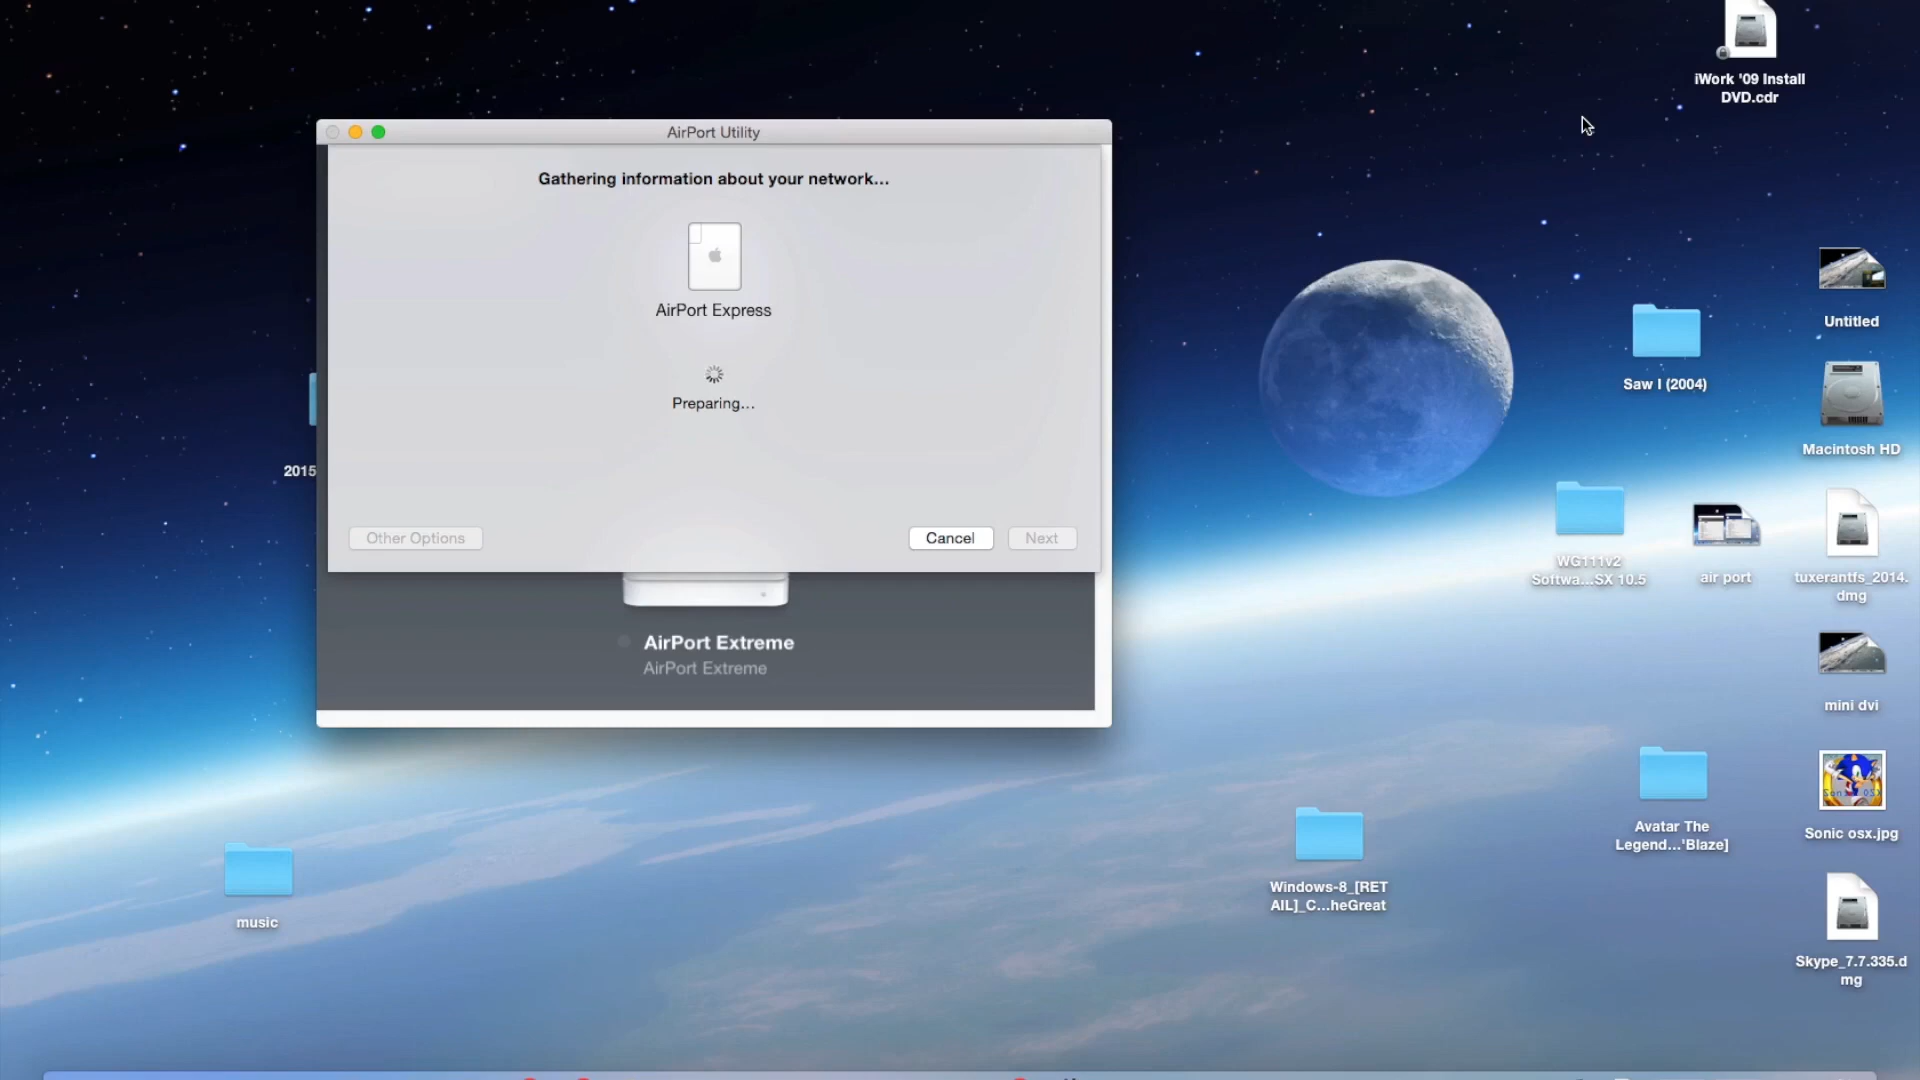 iWork '09 Install
DVD.cdr
AirPort Utility
Gathering information about your network...
AirPort Express
Preparing...
Other Options
Cancel
Next
AirPort Extreme
AirPort Extreme
2015
Untitled
Saw I (2004)
Macintosh HD
WG111v2
Softwa...SX 10.5
air port
tuxerantfs_2014.
dmg
mini dvi
Avatar The
Legend...'Blaze]
Sonic osx.jpg
Windows-8_[RET
AIL]_C...heGreat
music
Skype_7.7.335.d
mg